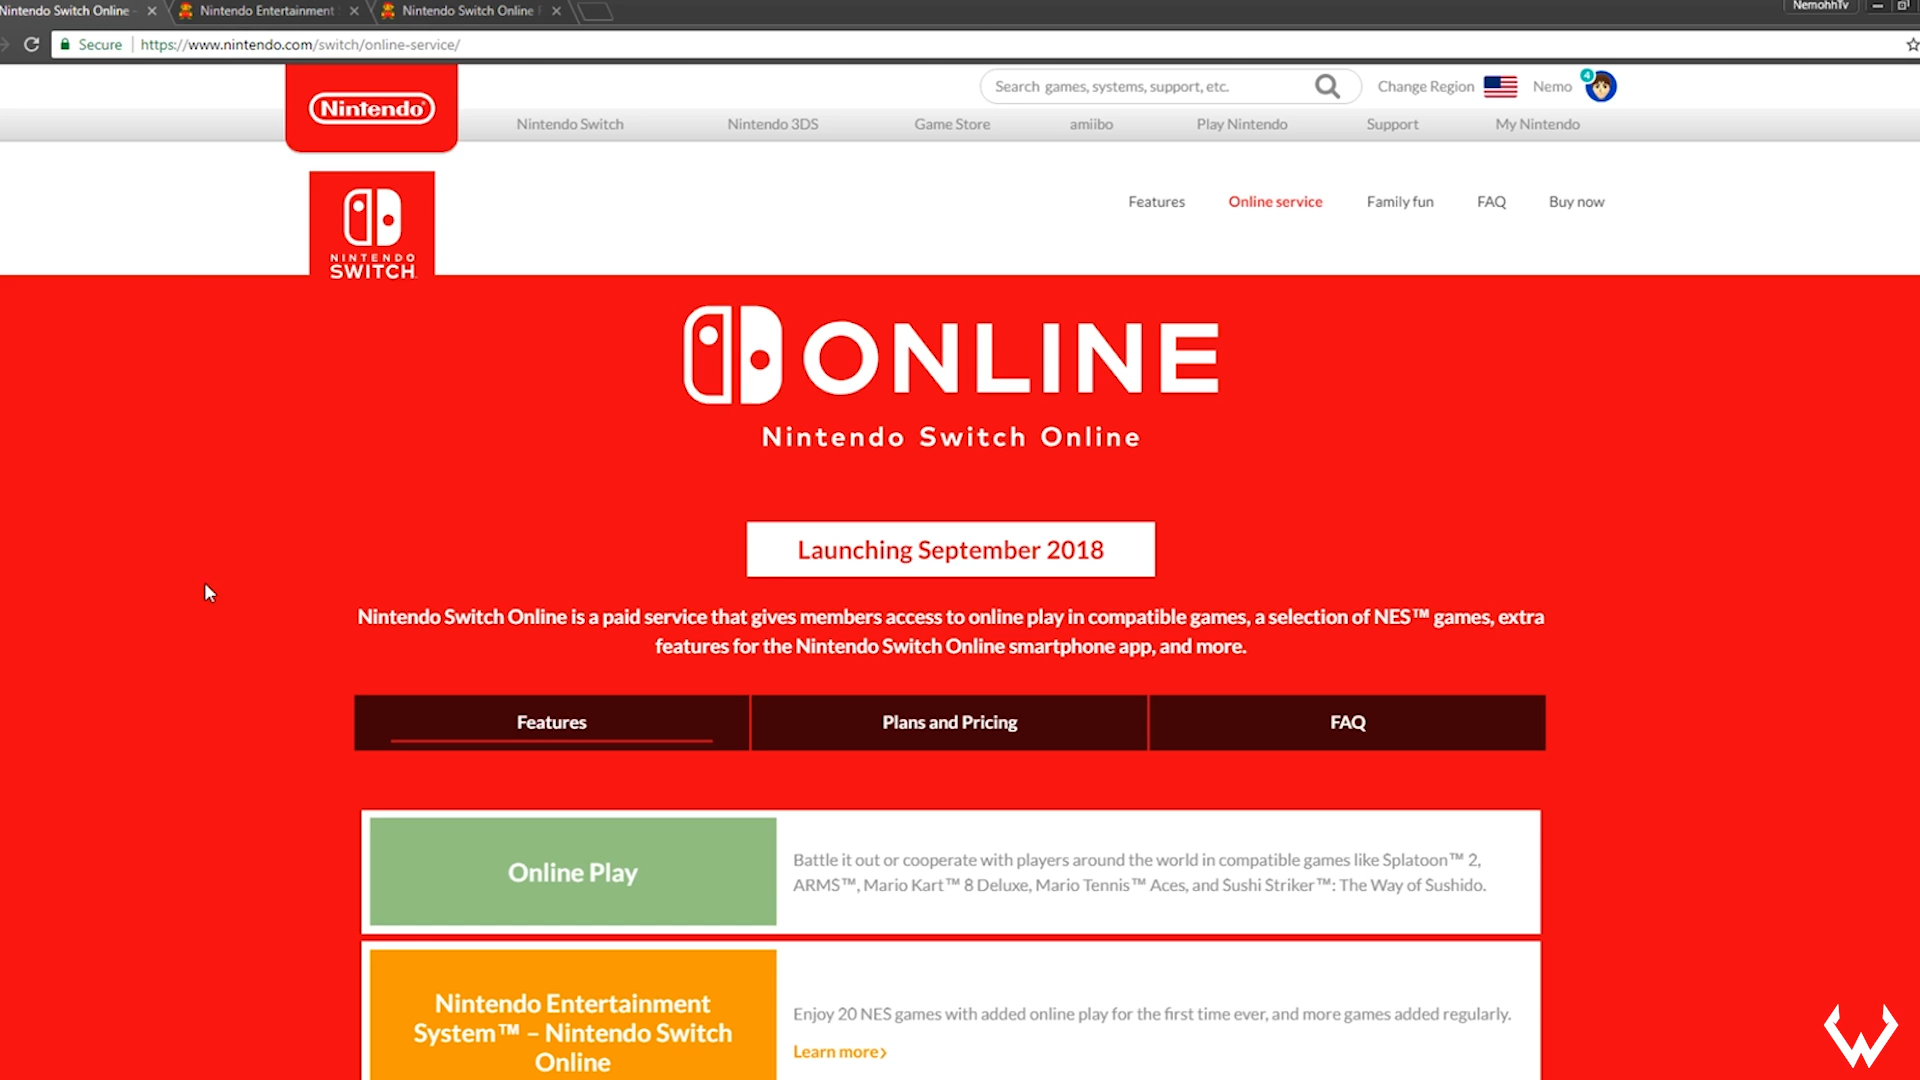 Nintendo Switch Online
Nintendo Entertainment
Nintendo Switch Online
NemohhTv
Secure
https://www.nintendo.com/switch/online-service/
Nintendo®
Search games, systems, support, etc.
Change Region
Nemo
4
Nintendo Switch
Nintendo 3DS
Game Store
amiibo
Play Nintendo
Support
My Nintendo
NINTENDO
SWITCH
Features
Online service
Family fun
FAQ
Buy now
ONLINE
Nintendo Switch Online
Launching September 2018
Nintendo Switch Online is a paid service that gives members access to online play in compatible games, a selection of NES™ games, extra
features for the Nintendo Switch Online smartphone app, and more.
Features
Plans and Pricing
FAQ
Online Play
Battle it out or cooperate with players around the world in compatible games like Splatoon™ 2,
ARMS™, Mario Kart™ 8 Deluxe, Mario Tennis™ Aces, and Sushi Striker™: The Way of Sushido.
Nintendo Entertainment
System™ – Nintendo Switch
Online
Enjoy 20 NES games with added online play for the first time ever, and more games added regularly.
Learn more›